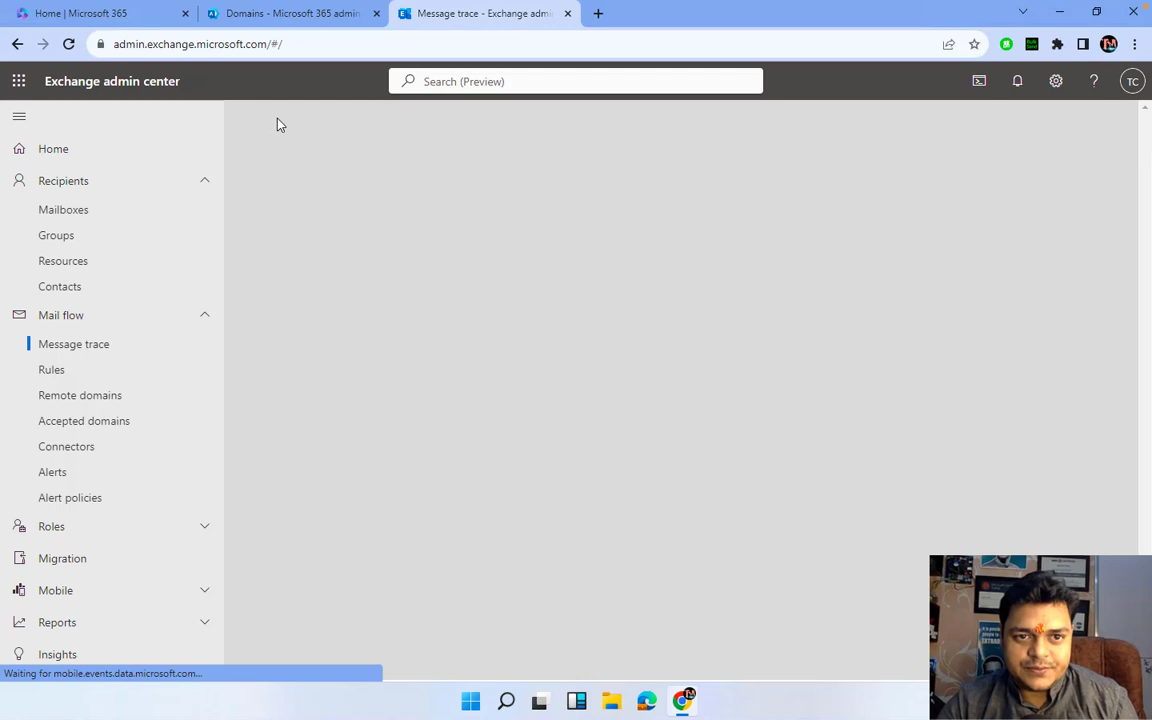 Home | Microsoft 365
Domains - Microsoft 365 admin
Message trace - Exchange admin
admin.exchange.microsoft.com/#/
Exchange admin center
Search (Preview)
TC
Home
Recipients
Mailboxes
Groups
Resources
Contacts
Mail flow
Message trace
Rules
Remote domains
Accepted domains
Connectors
Alerts
Alert policies
Roles
Migration
Mobile
Reports
Insights
Waiting for mobile.events.data.microsoft.com...